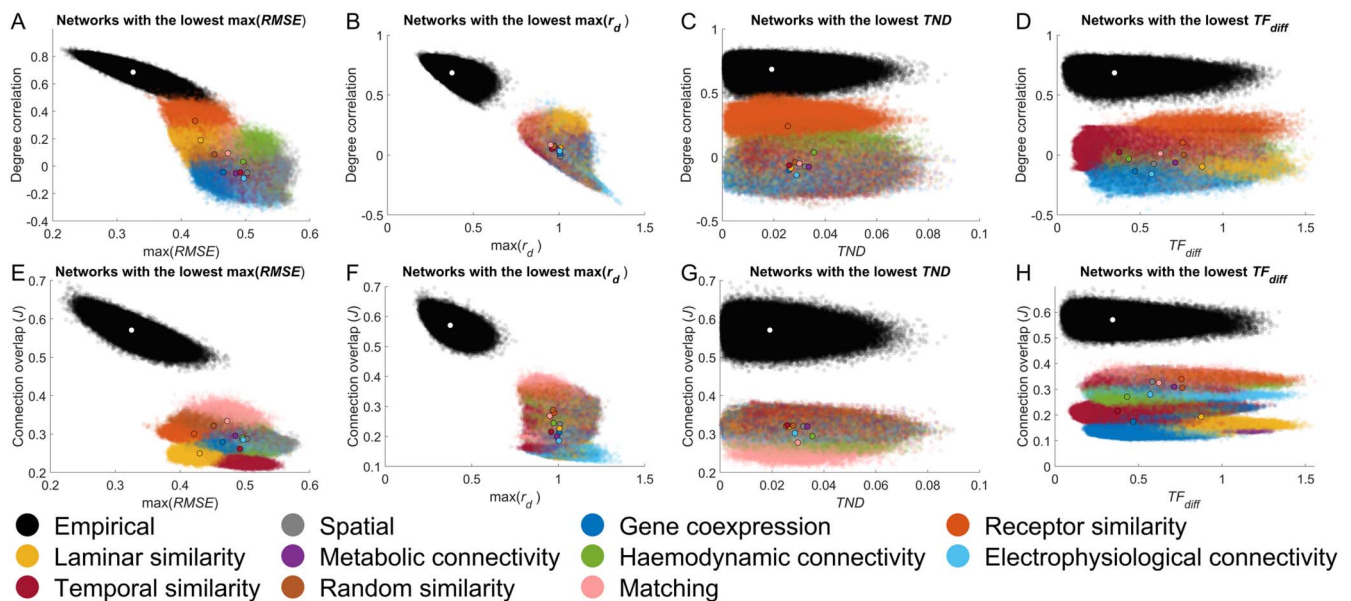 A
Networks with the lowest max(RMSE)
Degree correlation
0.8
0.6
0.4
0.2
0
-0.2
-0.4
0.2
0.3
0.4
0.5
0.6
max(RMSE)
B
Networks with the lowest max(r_d)
Degree correlation
1
0.5
0
-0.5
0
0.5
1
1.5
max(r_d)
C
Networks with the lowest TND
Degree correlation
1
0.5
0
-0.5
0
0.02
0.04
0.06
0.08
0.1
TND
D
Networks with the lowest TF_diff
Degree correlation
1
0.5
0
-0.5
0
0.5
1
1.5
TF_diff
E
Networks with the lowest max(RMSE)
Connection overlap (J)
0.7
0.6
0.5
0.4
0.3
0.2
0.2
0.3
0.4
0.5
0.6
max(RMSE)
F
Networks with the lowest max(r_d)
Connection overlap (J)
0.7
0.6
0.5
0.4
0.3
0.2
0.1
0
0.5
1
1.5
max(r_d)
G
Networks with the lowest TND
Connection overlap (J)
0.7
0.6
0.5
0.4
0.3
0.2
0
0.02
0.04
0.06
0.08
0.1
TND
H
Networks with the lowest TF_diff
Connection overlap (J)
0.7
0.6
0.5
0.4
0.3
0.2
0.1
0
0
0.5
1
1.5
TF_diff
Empirical
Spatial
Gene coexpression
Receptor similarity
Laminar similarity
Metabolic connectivity
Haemodynamic connectivity
Electrophysiological connectivity
Temporal similarity
Random similarity
Matching